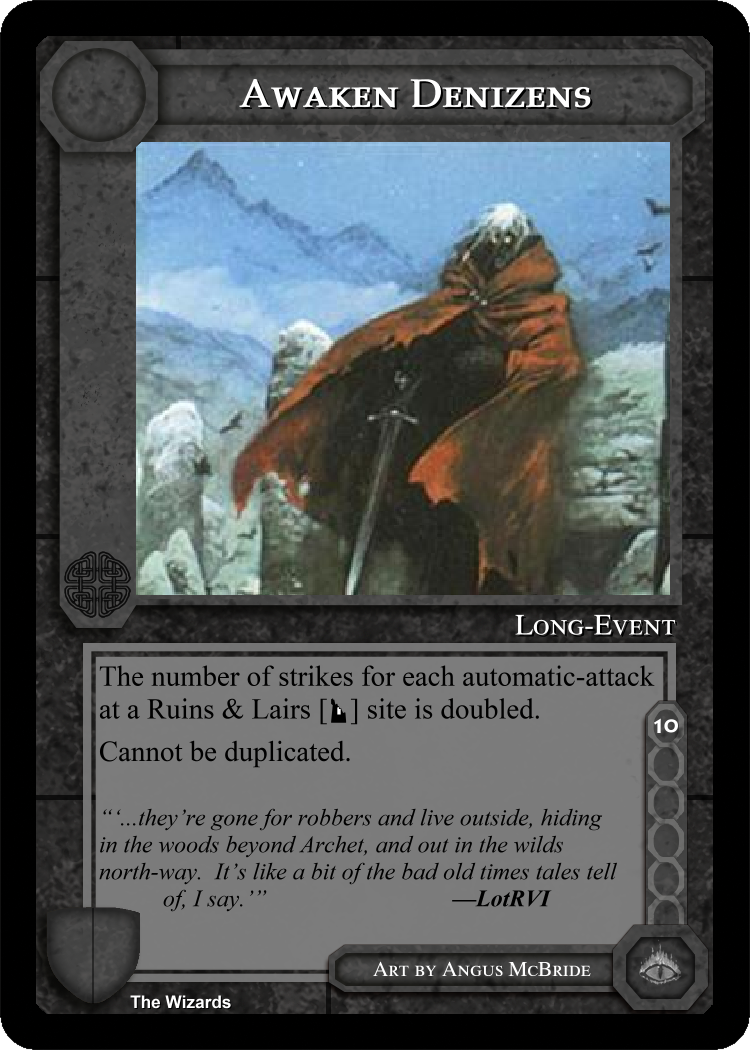 Awaken Denizens
Long-Event
The number of strikes for each automatic-attack
at a Ruins & Lairs [ ] site is doubled.
Cannot be duplicated.
10
“‘...they’re gone for robbers and live outside, hiding
in the woods beyond Archet, and out in the wilds
north-way. It’s like a bit of the bad old times tales tell
of, I say.’” —LotRVI
Art by Angus McBride
The Wizards